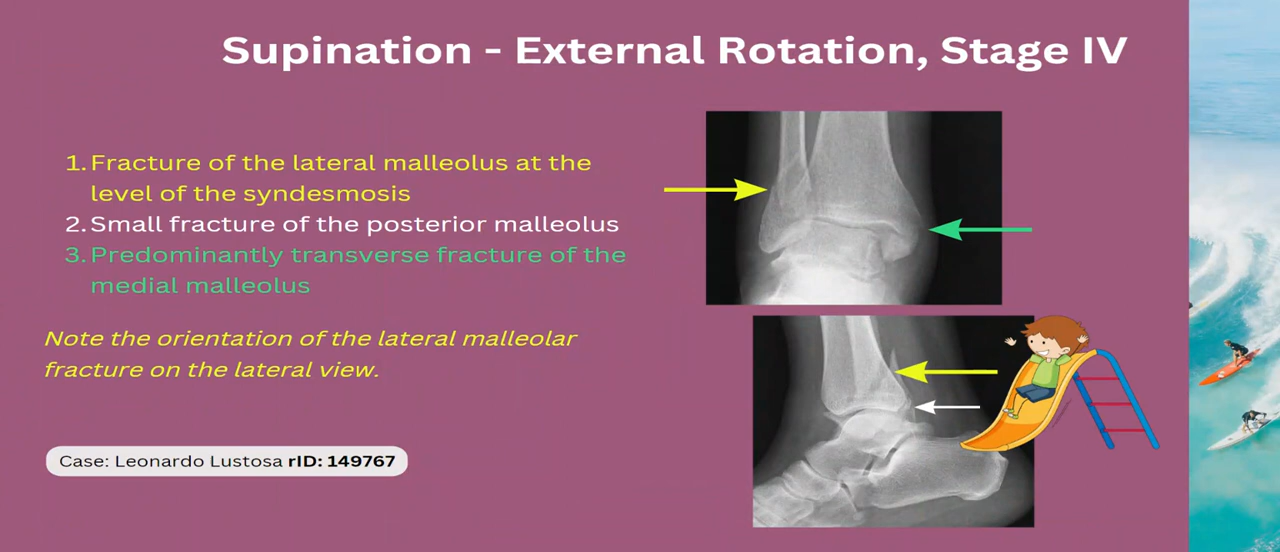 Supination - External Rotation, Stage IV
1. Fracture of the lateral malleolus at the
level of the syndesmosis
2. Small fracture of the posterior malleolus
3. Predominantly transverse fracture of the
medial malleolus
Note the orientation of the lateral malleolar
fracture on the lateral view.
Case: Leonardo Lustosa rID: 149767